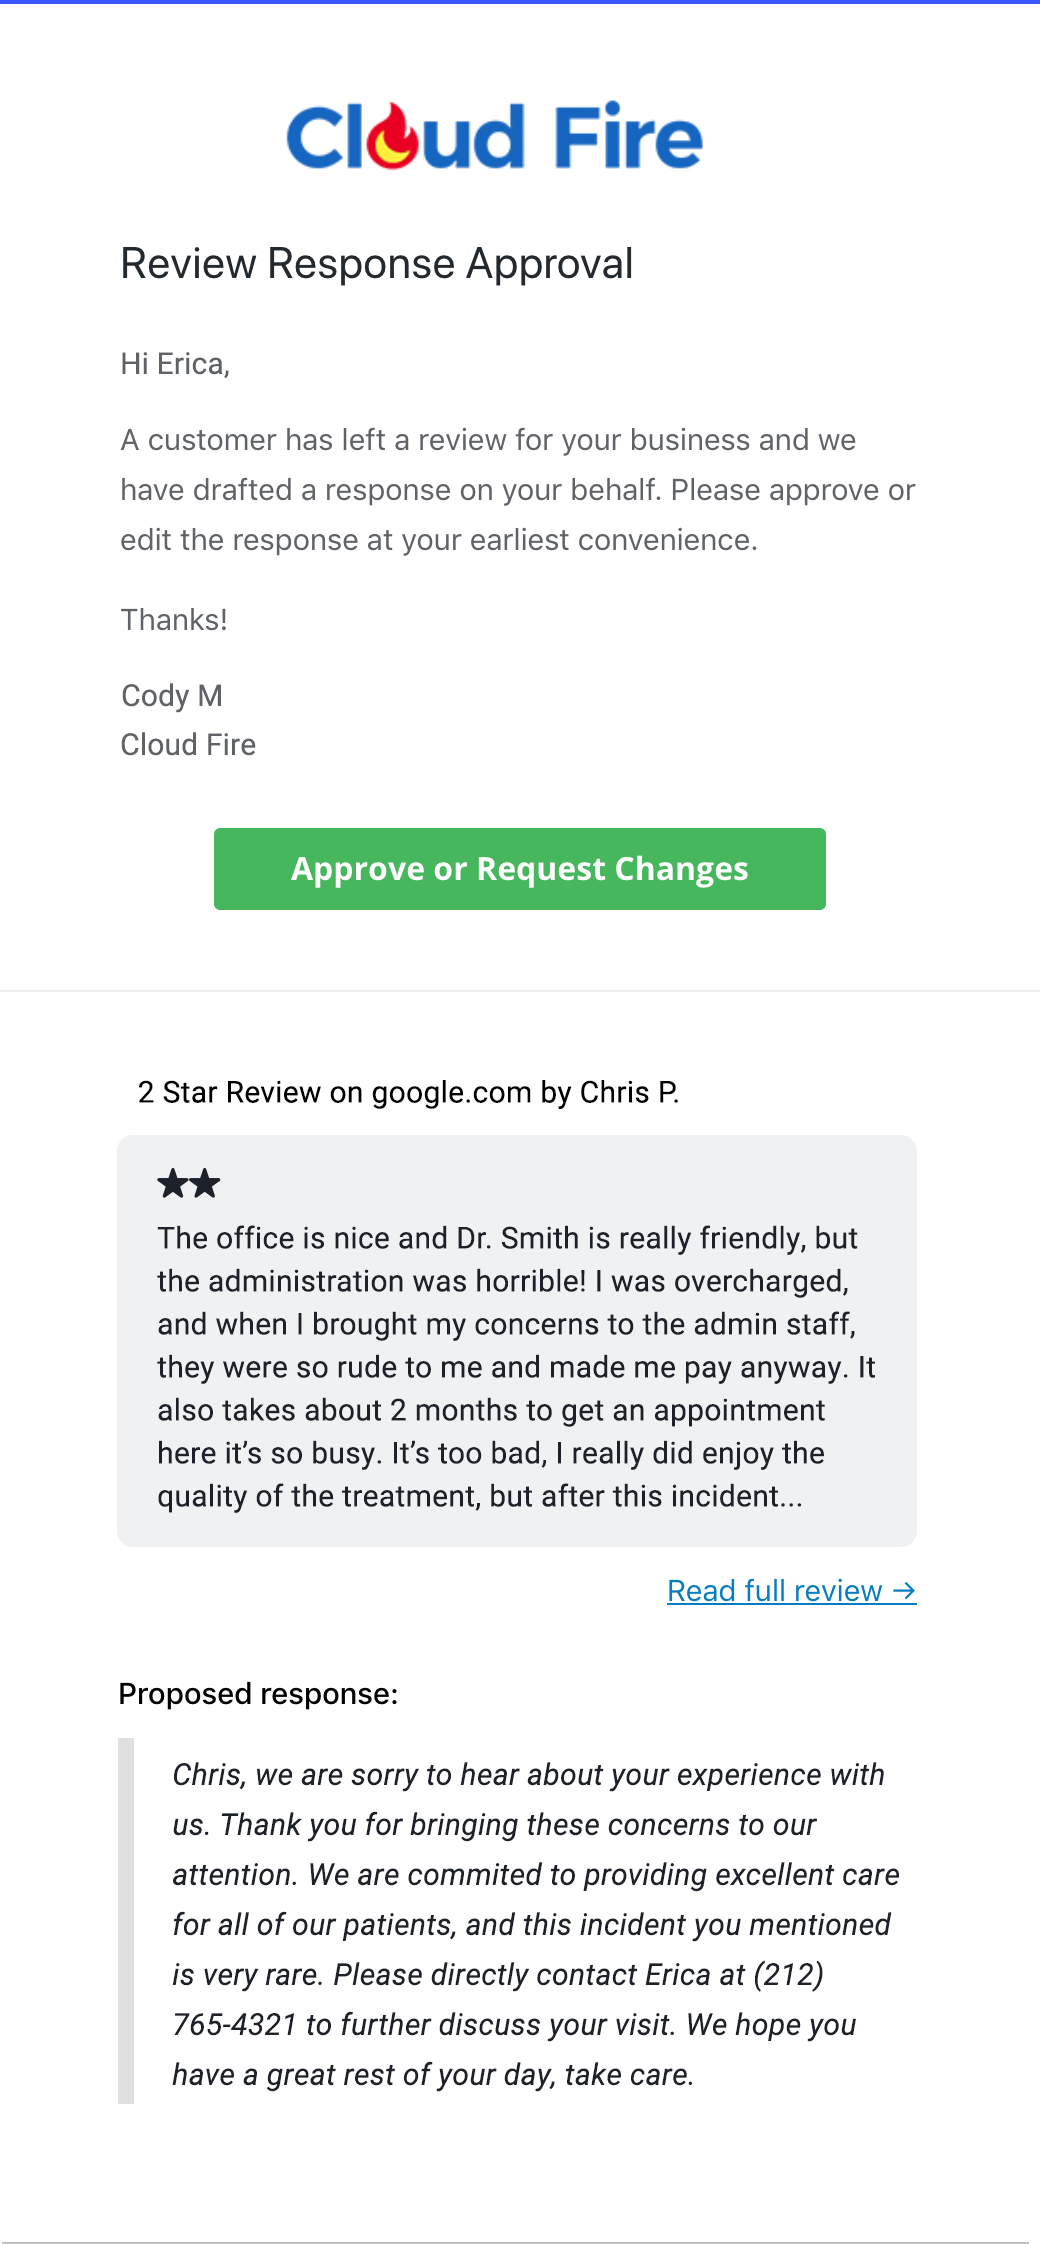 Cloud Fire
Review Response Approval
Hi Erica,
A customer has left a review for your business and we
have drafted a response on your behalf. Please approve or
edit the response at your earliest convenience.
Thanks!
Cody M
Cloud Fire
Approve or Request Changes
2 Star Review on google.com by Chris P.
★★
The office is nice and Dr. Smith is really friendly, but
the administration was horrible! I was overcharged,
and when I brought my concerns to the admin staff,
they were so rude to me and made me pay anyway. It
also takes about 2 months to get an appointment
here it’s so busy. It’s too bad, I really did enjoy the
quality of the treatment, but after this incident...
Read full review →
Proposed response:
Chris, we are sorry to hear about your experience with
us. Thank you for bringing these concerns to our
attention. We are commited to providing excellent care
for all of our patients, and this incident you mentioned
is very rare. Please directly contact Erica at (212)
765-4321 to further discuss your visit. We hope you
have a great rest of your day, take care.